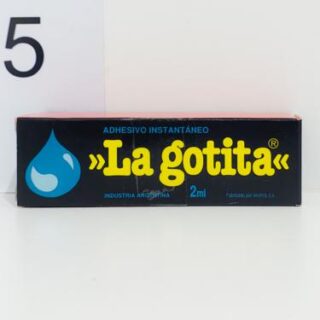 5
ADHESIVO INSTANTÁNEO
»La gotita«®
INDUSTRIA ARGENTINA 2ml